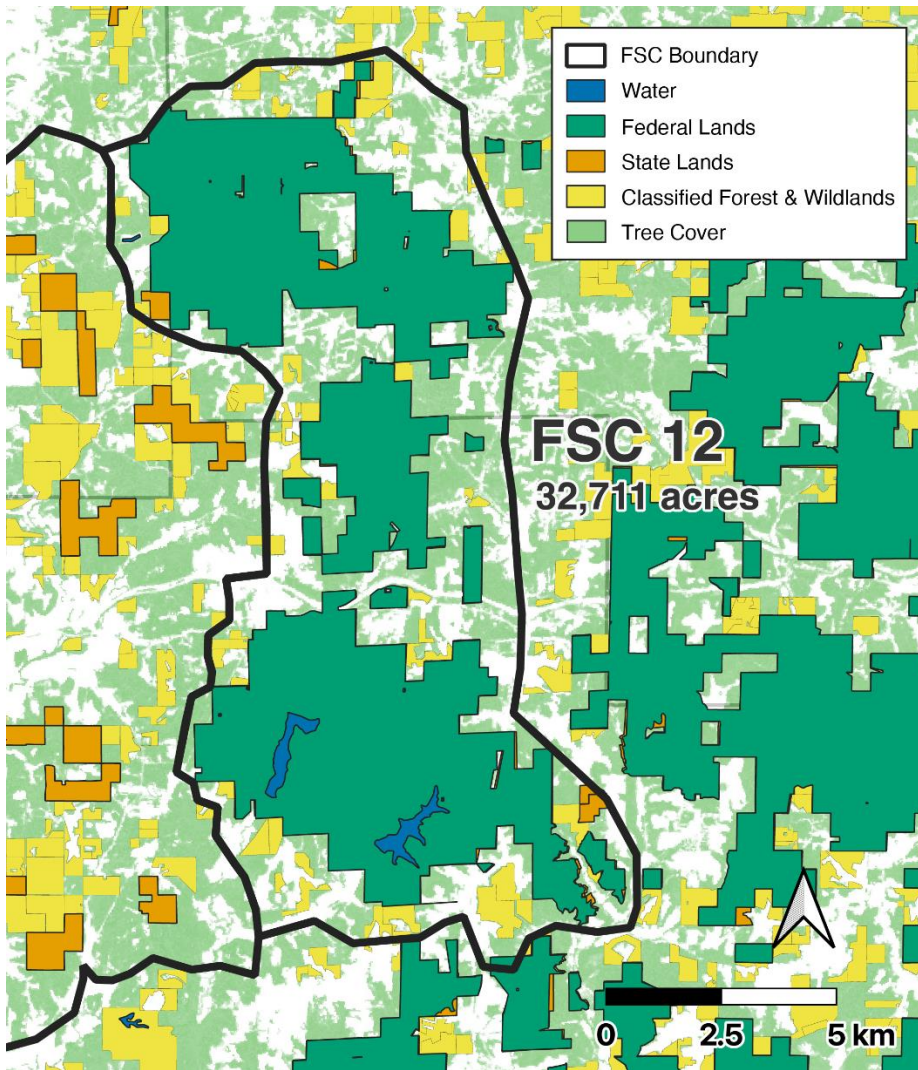 FSC Boundary
Water
Federal Lands
State Lands
Classified Forest & Wildlands
Tree Cover
FSC 12
32,711 acres
0 2.5 5 km